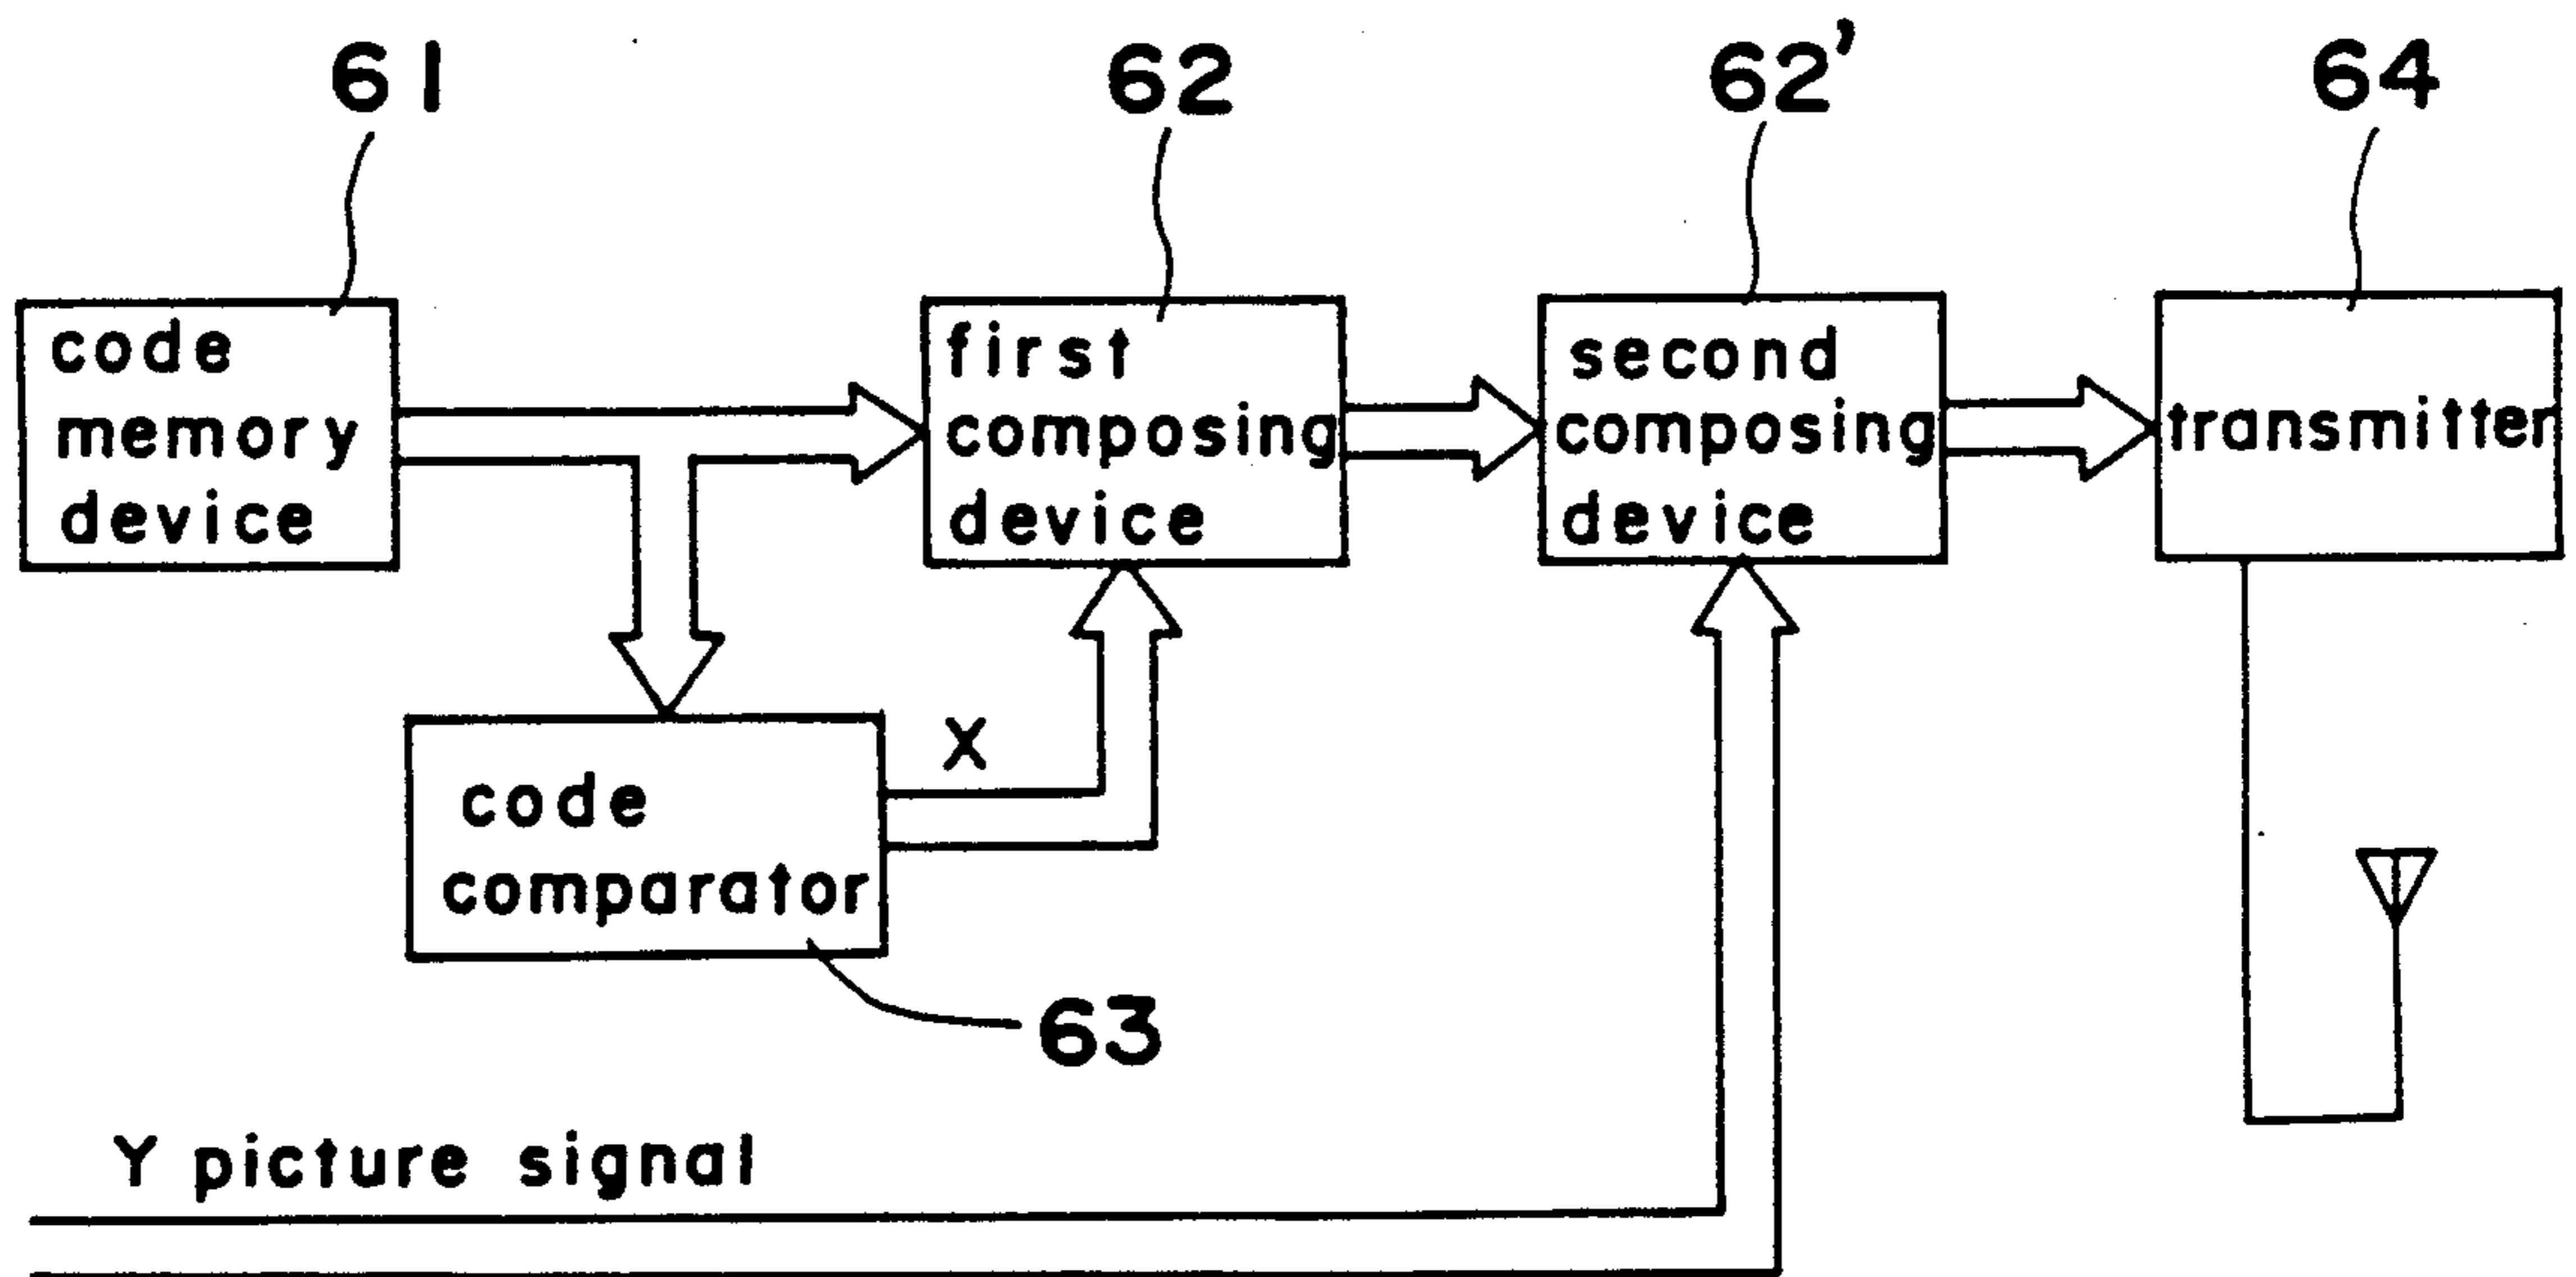 61
62
62'
64
code
memory
device
first
composing
device
second
composing
device
transmitter
X
code
comparator
63
Y picture signal